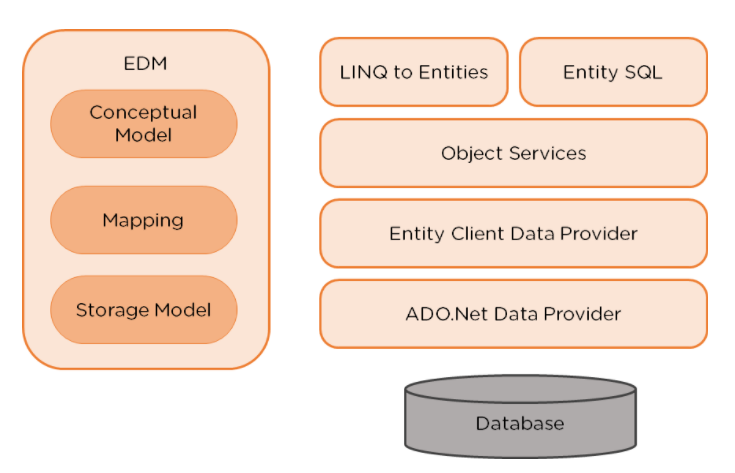 EDM
Conceptual
Model
Mapping
Storage Model
LINQ to Entities
Entity SQL
Object Services
Entity Client Data Provider
ADO.Net Data Provider
Database